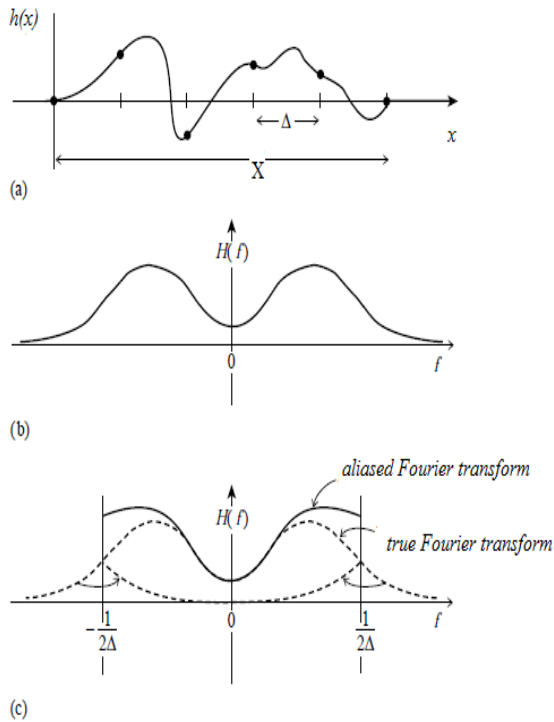 h(x)
Δ
x
X
(a)
H(f)
0
f
(b)
aliased Fourier transform
H(f)
true Fourier transform
-1/2Δ
0
1/2Δ
f
(c)